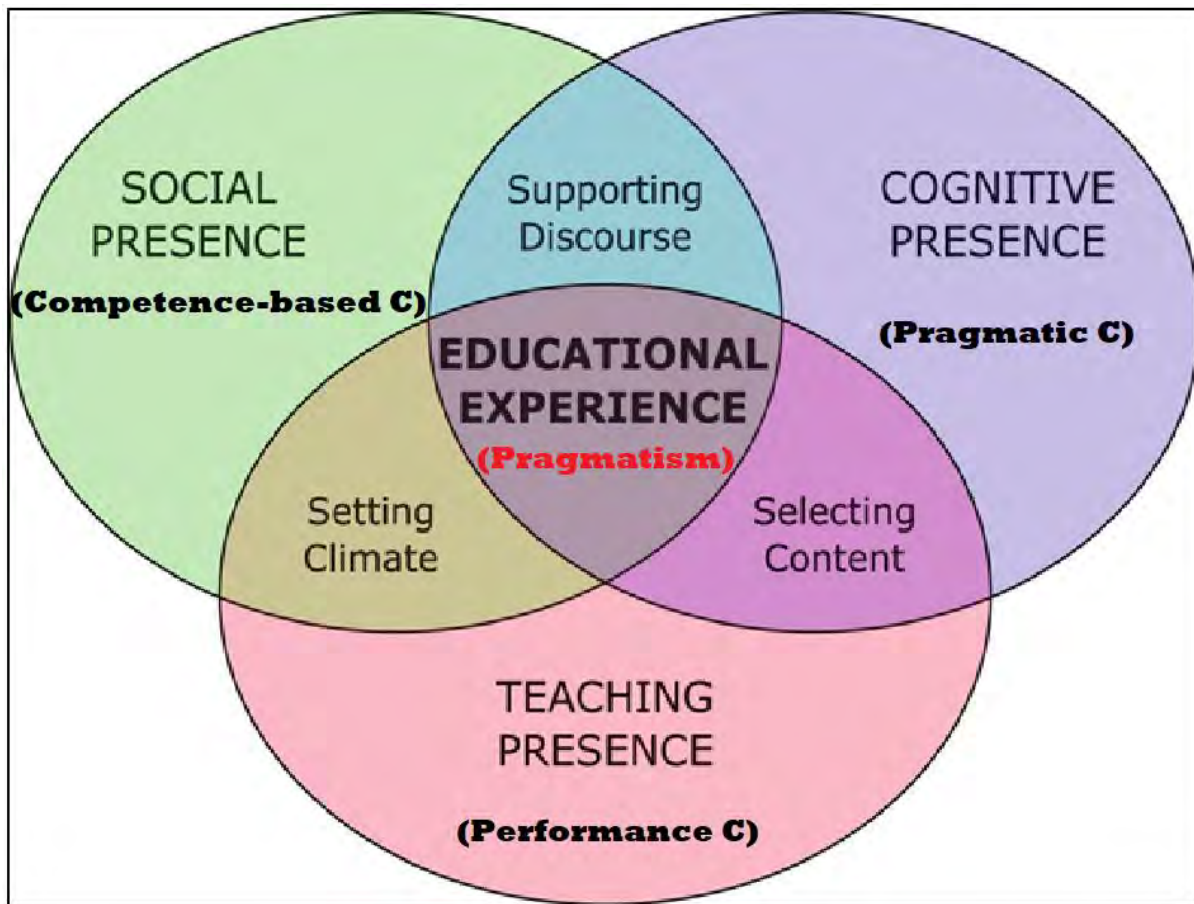 SOCIAL
PRESENCE
(Competence-based C)
Supporting
Discourse
COGNITIVE
PRESENCE
(Pragmatic C)
EDUCATIONAL
EXPERIENCE
(Pragmatism)
Setting
Climate
Selecting
Content
TEACHING
PRESENCE
(Performance C)